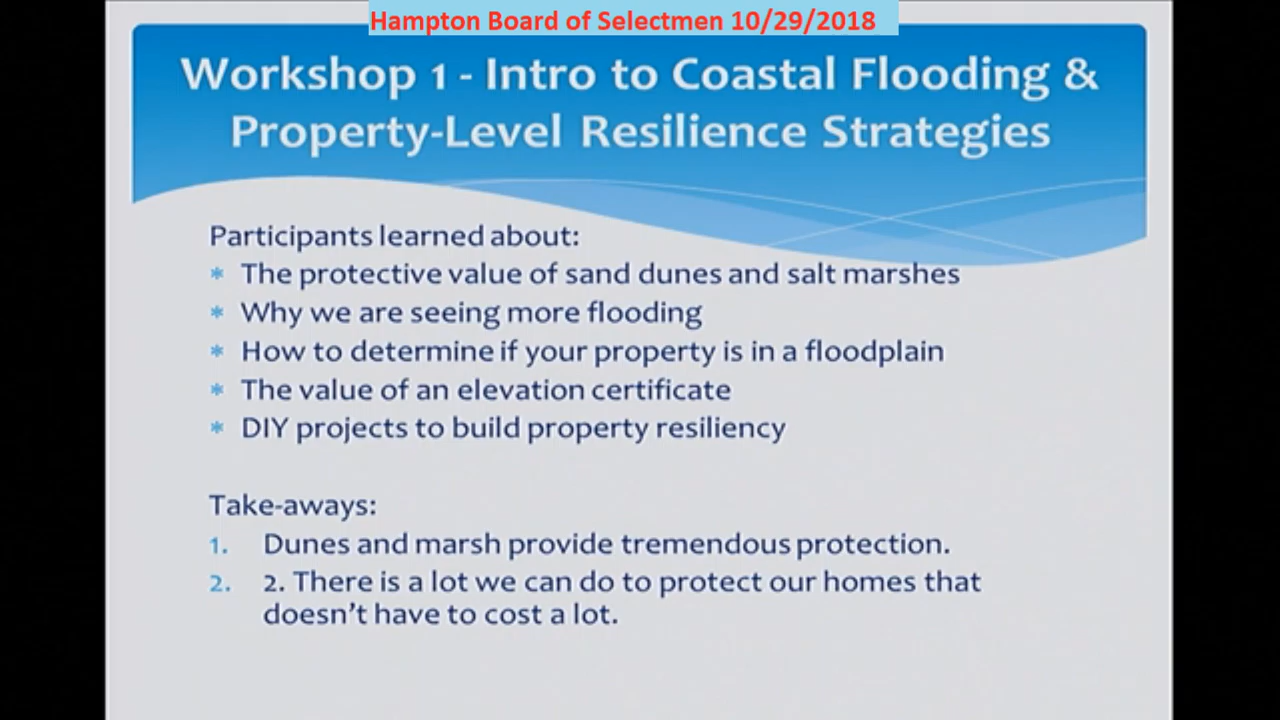 Hampton Board of Selectmen 10/29/2018
Workshop 1 - Intro to Coastal Flooding &
Property-Level Resilience Strategies
Participants learned about:
* The protective value of sand dunes and salt marshes
* Why we are seeing more flooding
* How to determine if your property is in a floodplain
* The value of an elevation certificate
* DIY projects to build property resiliency
Take-aways:
1. Dunes and marsh provide tremendous protection.
2. 2. There is a lot we can do to protect our homes that
doesn't have to cost a lot.